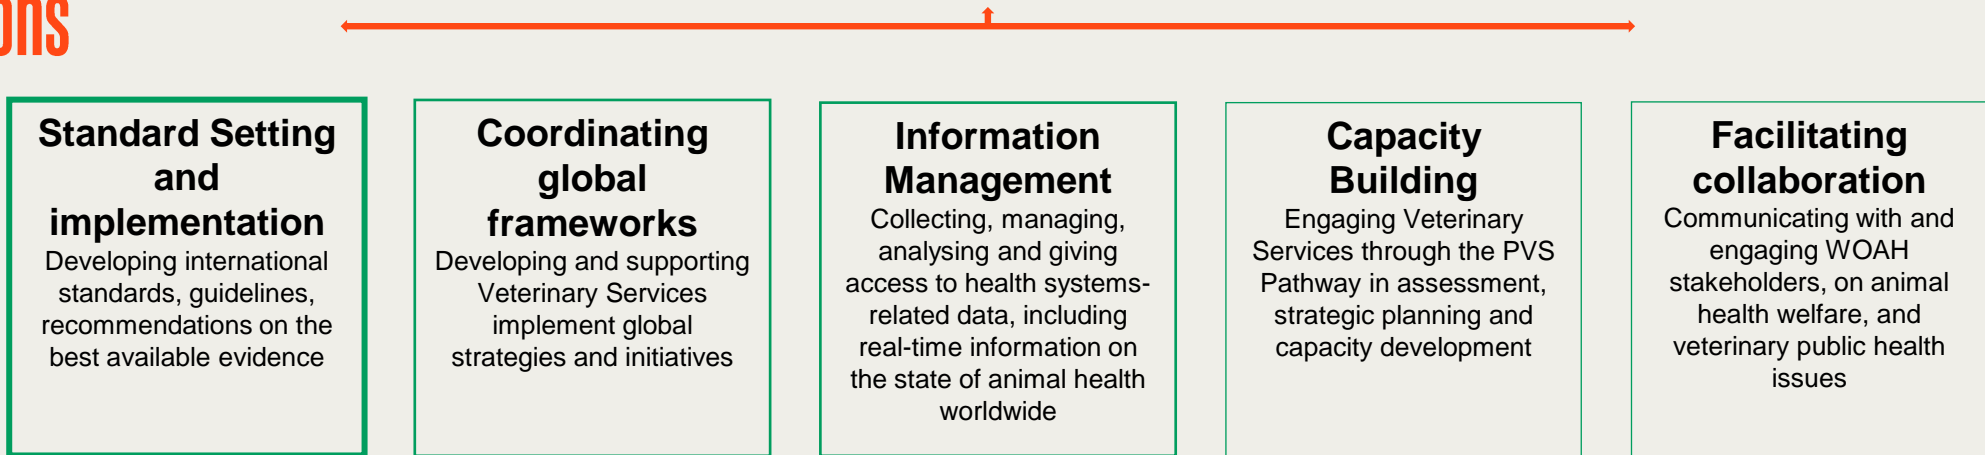 ons
Standard Setting
and
implementation
Developing international
standards, guidelines,
recommendations on the
best available evidence
Coordinating
global
frameworks
Developing and supporting
Veterinary Services
implement global
strategies and initiatives
Information
Management
Collecting, managing,
analysing and giving
access to health systems-
related data, including
real-time information on
the state of animal health
worldwide
Capacity
Building
Engaging Veterinary
Services through the PVS
Pathway in assessment,
strategic planning and
capacity development
Facilitating
collaboration
Communicating with and
engaging WOAH
stakeholders, on animal
health welfare, and
veterinary public health
issues